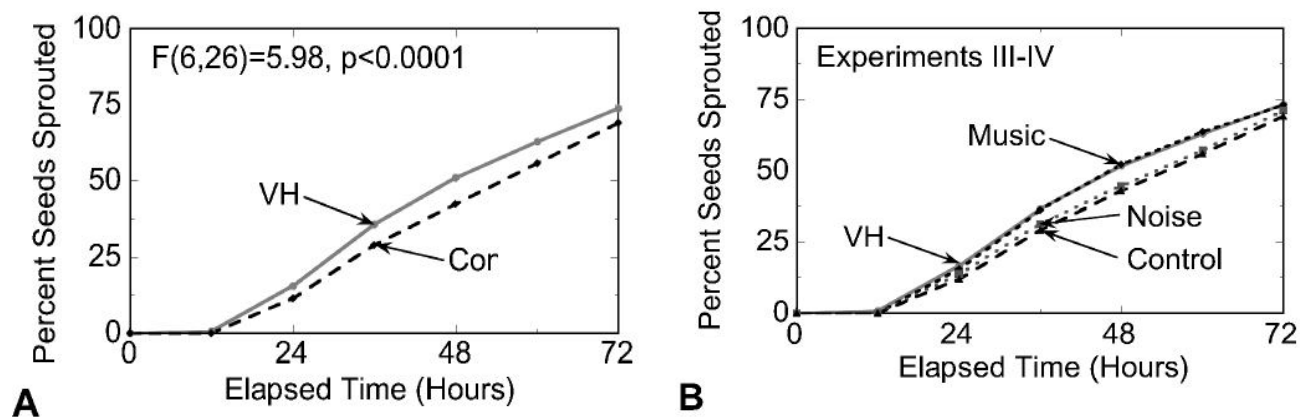 100
75
50
25
0
Percent Seeds Sprouted
F(6,26)=5.98, p<0.0001
VH
Cor
0 24 48 72
Elapsed Time (Hours)
A
100
75
50
25
0
Percent Seeds Sprouted
Experiments III-IV
Music
VH
Noise
Control
0 24 48 72
Elapsed Time (Hours)
B